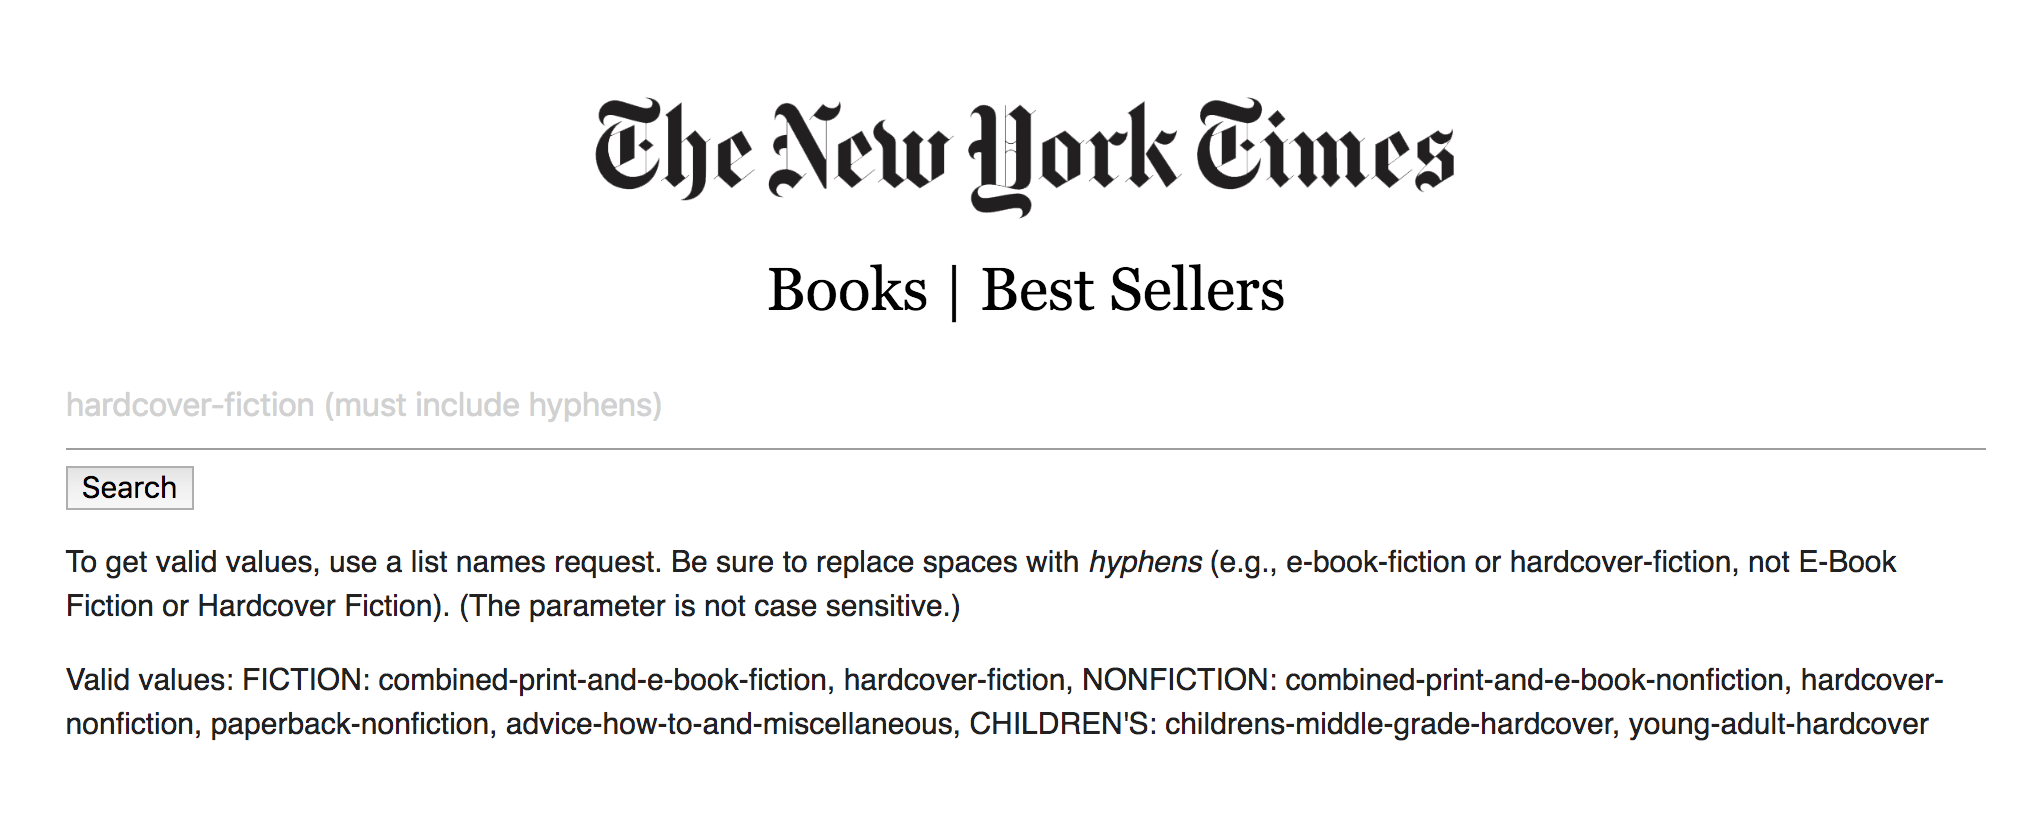 The New York Times
Books | Best Sellers
hardcover-fiction (must include hyphens)
Search
To get valid values, use a list names request. Be sure to replace spaces with hyphens (e.g., e-book-fiction or hardcover-fiction, not E-Book
Fiction or Hardcover Fiction). (The parameter is not case sensitive.)
Valid values: FICTION: combined-print-and-e-book-fiction, hardcover-fiction, NONFICTION: combined-print-and-e-book-nonfiction, hardcover-
nonfiction, paperback-nonfiction, advice-how-to-and-miscellaneous, CHILDREN'S: childrens-middle-grade-hardcover, young-adult-hardcover